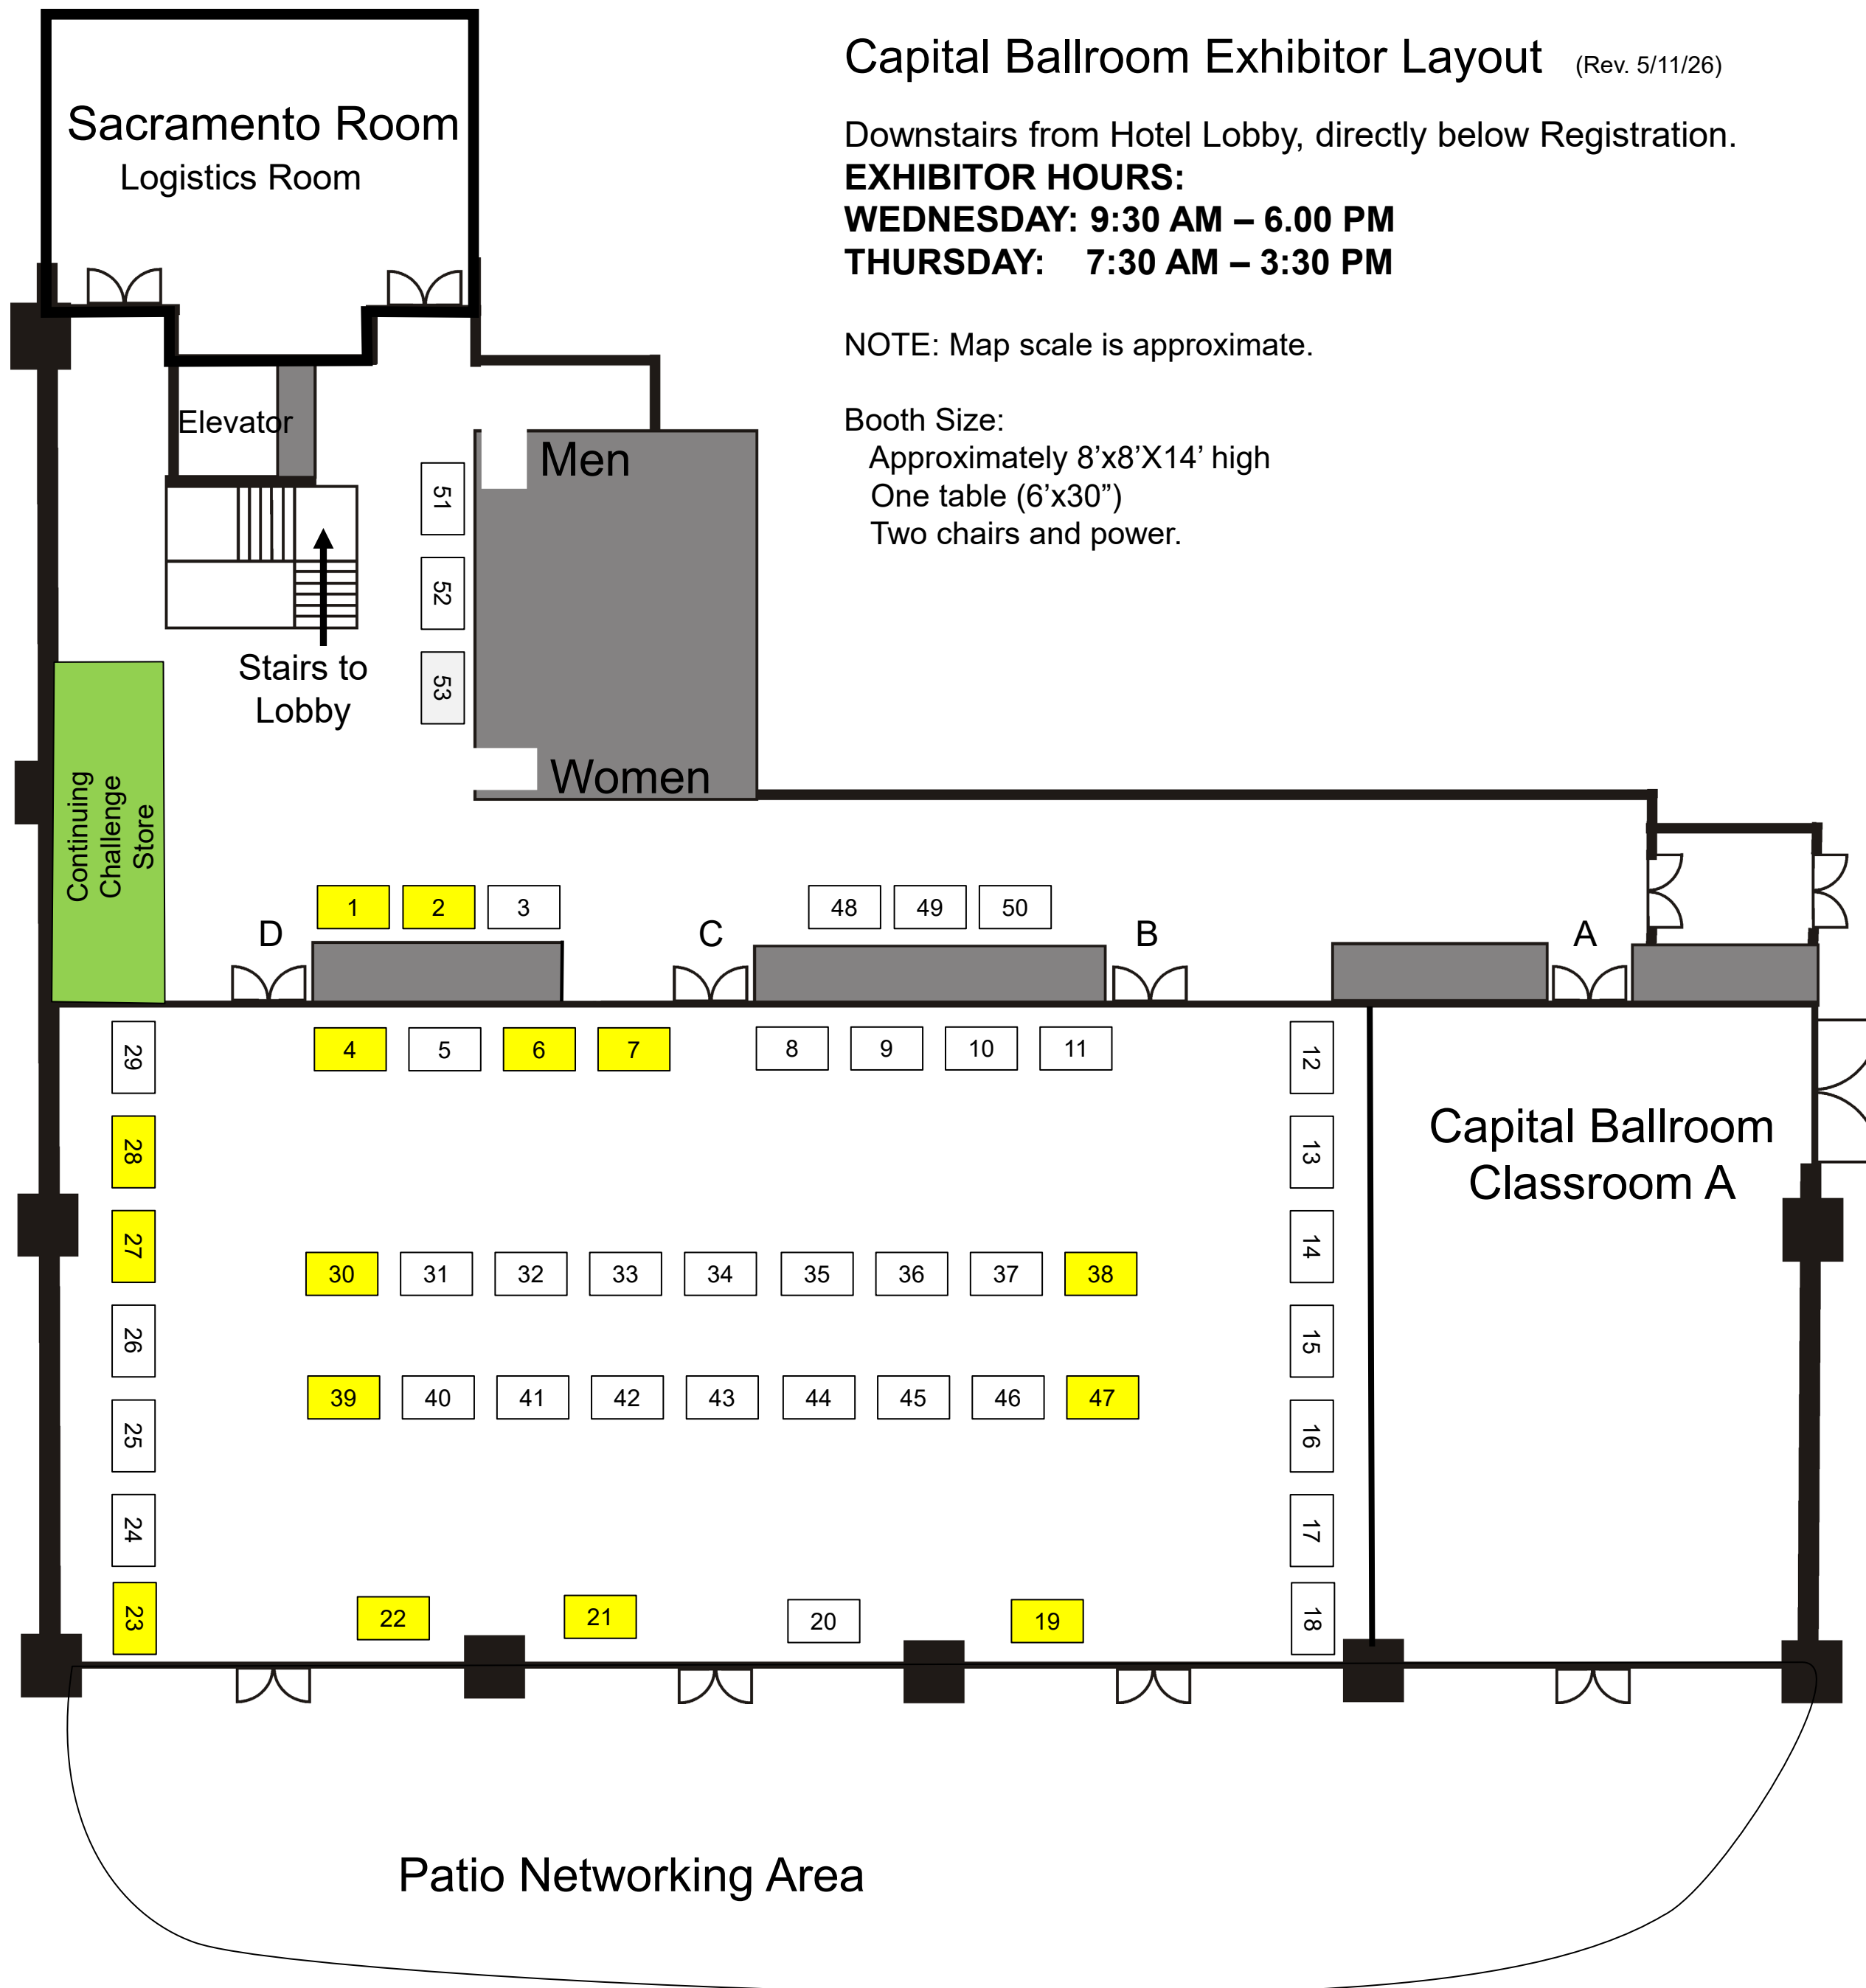 Capital Ballroom Exhibitor Layout (Rev. 5/11/26)
Downstairs from Hotel Lobby, directly below Registration.
EXHIBITOR HOURS:
WEDNESDAY: 9:30 AM – 6.00 PM
THURSDAY: 7:30 AM – 3:30 PM
NOTE: Map scale is approximate.
Booth Size:
Approximately 8’x8’X14’ high
One table (6’x30”)
Two chairs and power.
Sacramento Room
Logistics Room
Elevator
Men
51
52
53
Stairs to
Lobby
Women
Continuing
Challenge
Store
1 2 3 48 49 50
D C B A
4 5 6 7 8 9 10 11
29
28
27
26
25
24
23
12
13
14
15
16
17
18
Capital Ballroom
Classroom A
30 31 32 33 34 35 36 37 38
39 40 41 42 43 44 45 46 47
22 21 20 19
Patio Networking Area